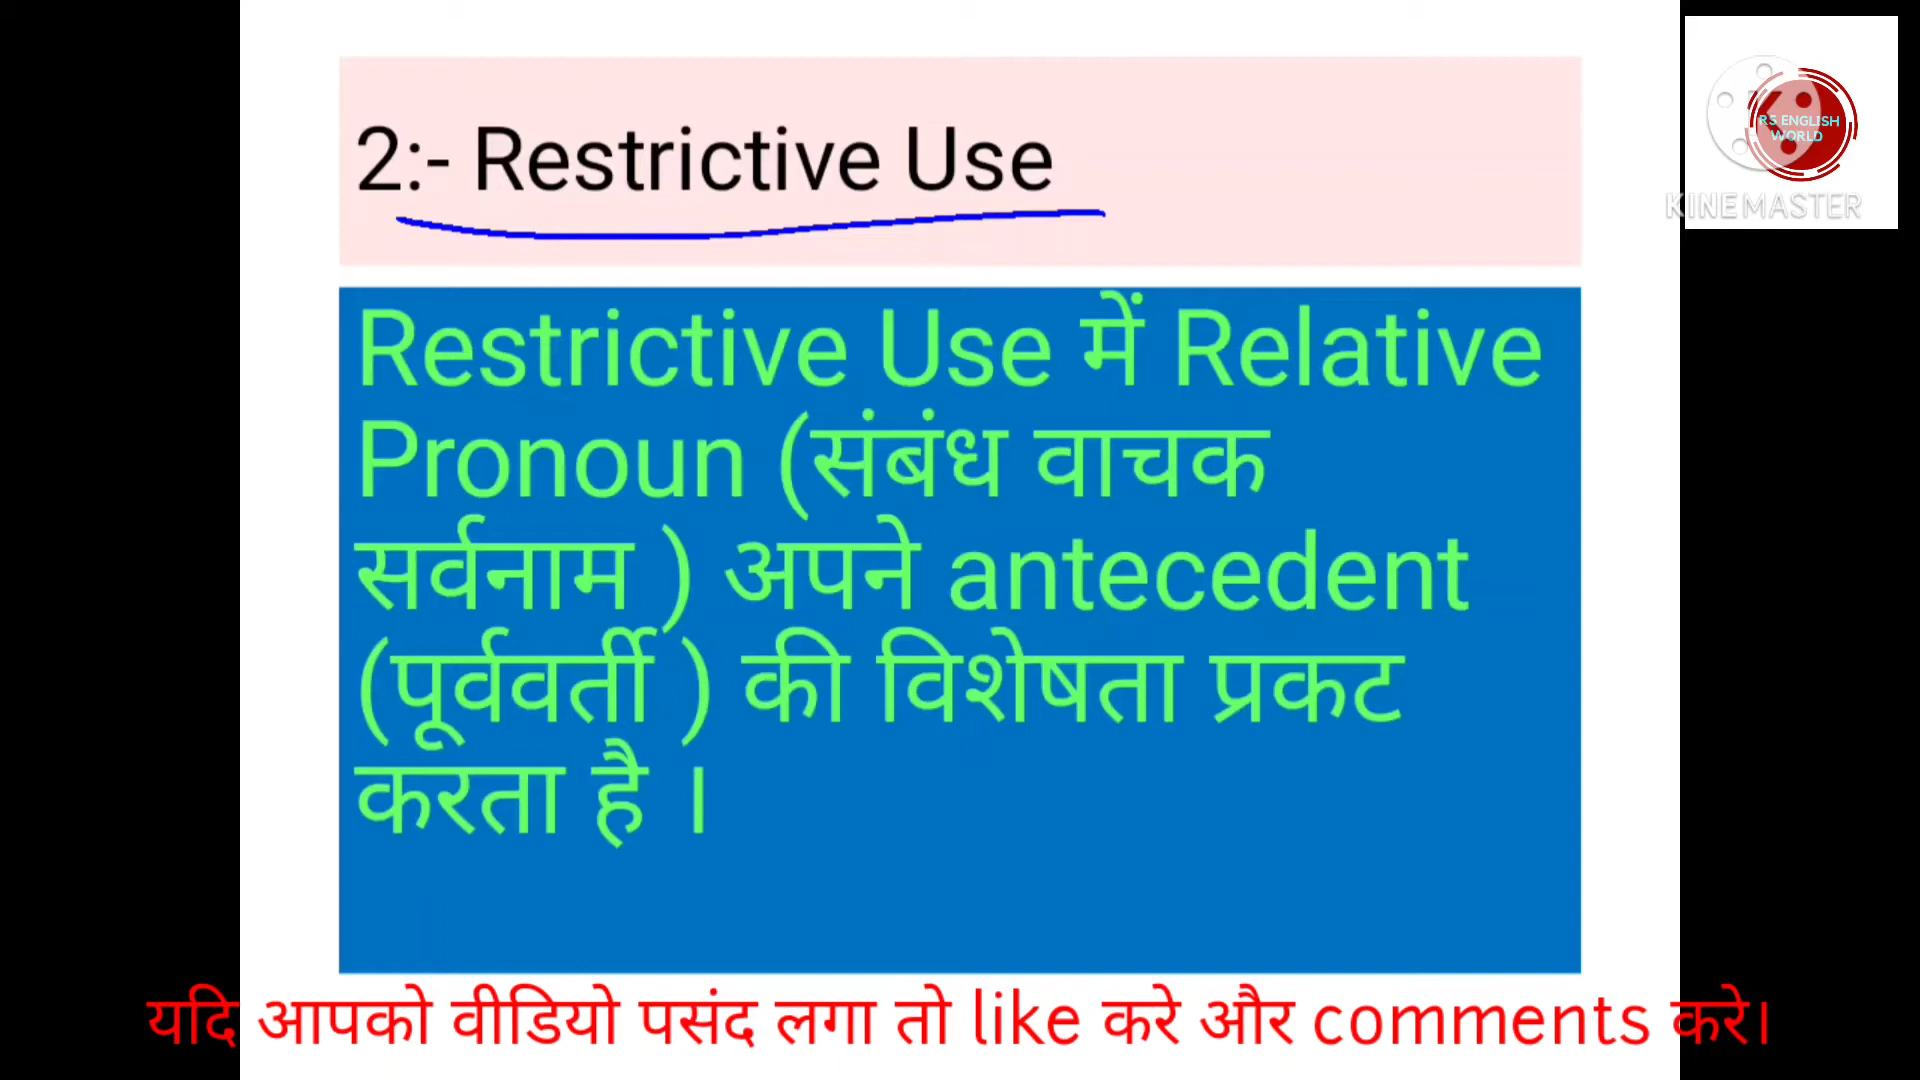 2:- Restrictive Use
RS ENGLISH
WORLD
KINEMASTER
Restrictive Use में Relative
Pronoun (संबंध वाचक
सर्वनाम ) अपने antecedent
(पूर्ववर्ती ) की विशेषता प्रकट
करता है ।
यदि आपको वीडियो पसंद लगा तो like करे और comments करे।